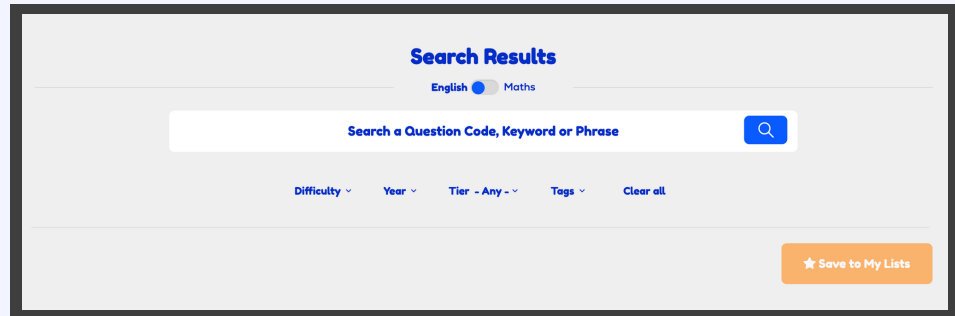 Search Results
English Maths
Search a Question Code, Keyword or Phrase
Difficulty Year Tier - Any - Tags Clear all
Save to My Lists